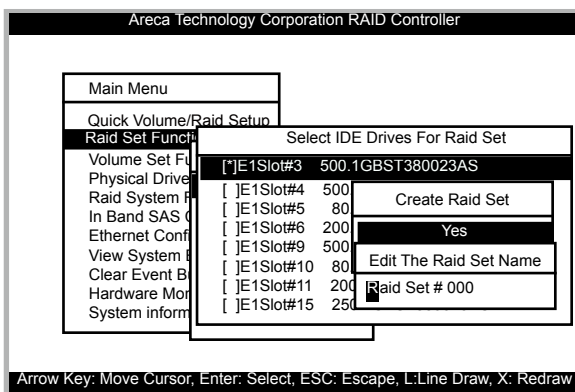 Areca Technology Corporation RAID Controller
Main Menu
Quick Volume/Raid Setup
Raid Set Functi
Volume Set Fu
Physical Drive
Raid System
In Band SAS
Ethernet Confi
View System
Clear Event B
Hardware Mon
System inform
Select IDE Drives For Raid Set
[*]E1Slot#3 500.1GBST380023AS
[ ]E1Slot#4 500.
[ ]E1Slot#5 80.
[ ]E1Slot#6 200.
[ ]E1Slot#9 500.
[ ]E1Slot#10 80.
[ ]E1Slot#11 200
[ ]E1Slot#15 250
Create Raid Set
Yes
Edit The Raid Set Name
Raid Set # 000
Arrow Key: Move Cursor, Enter: Select, ESC: Escape, L:Line Draw, X: Redraw